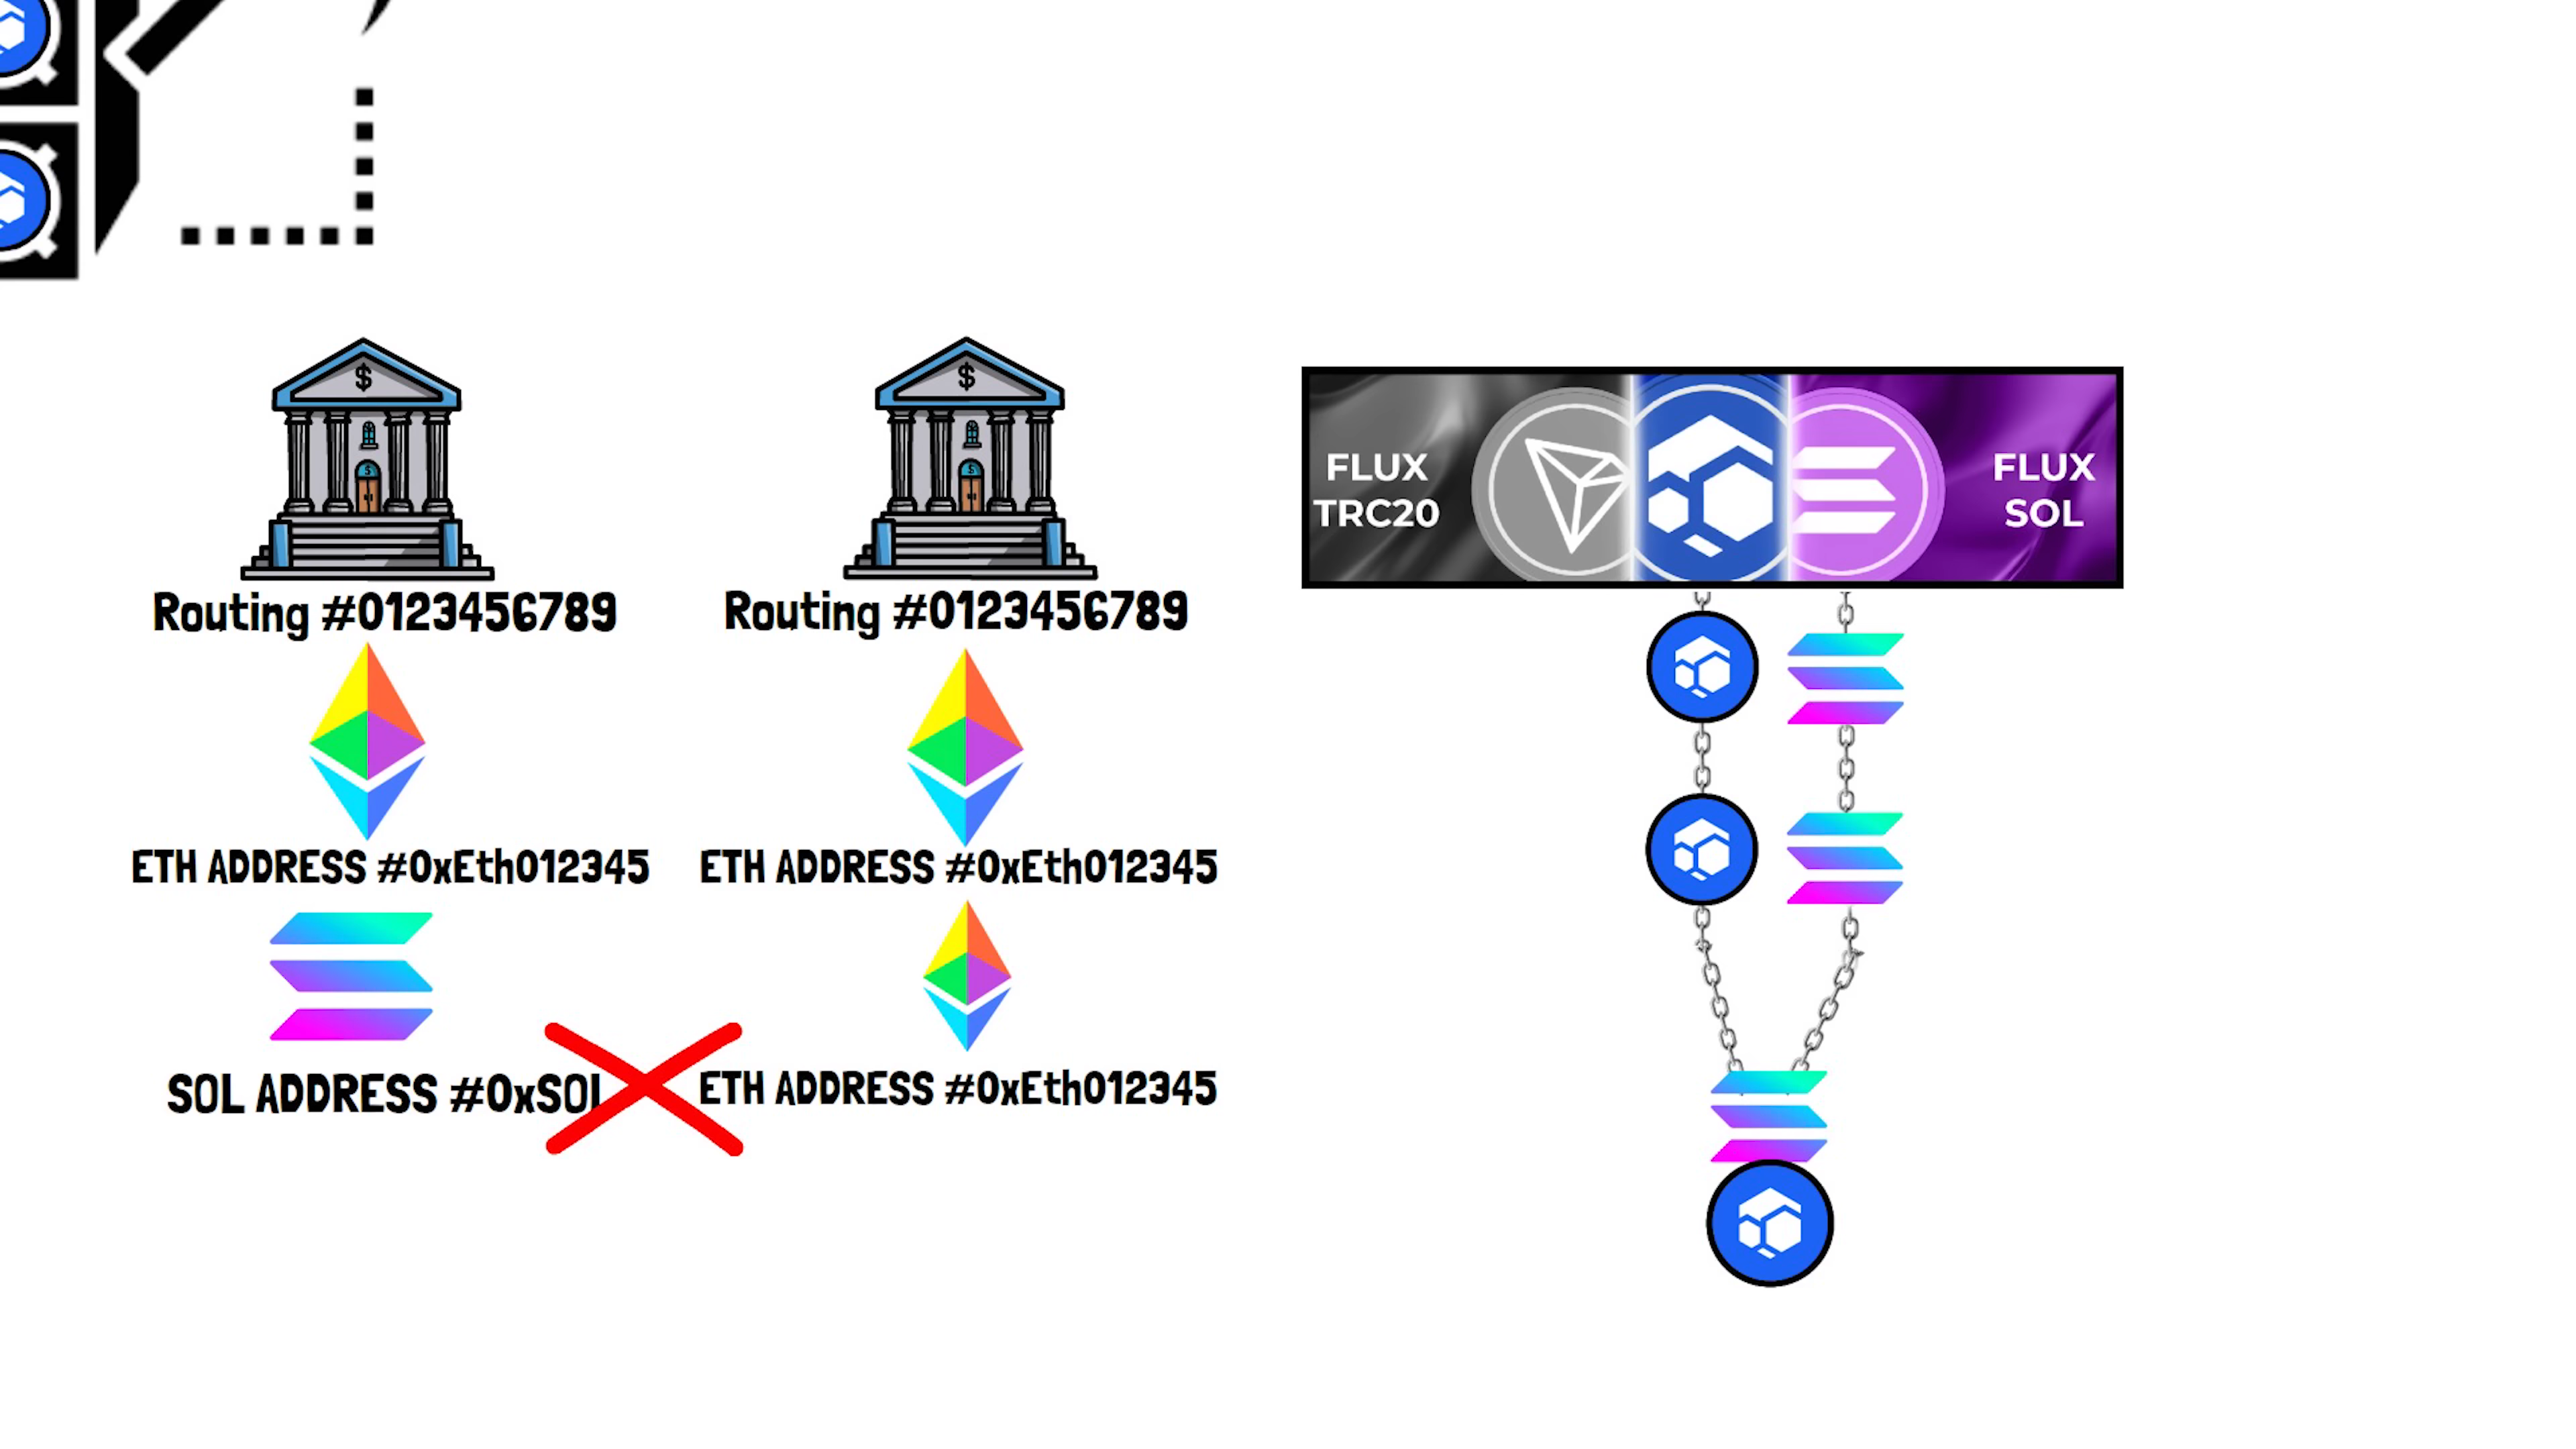 $
$
Routing #0123456789
Routing #0123456789
ETH ADDRESS #0xEth012345
ETH ADDRESS #0xEth012345
SOL ADDRESS #0xSOL
ETH ADDRESS #0xEth012345
FLUX
TRC20
FLUX
SOL